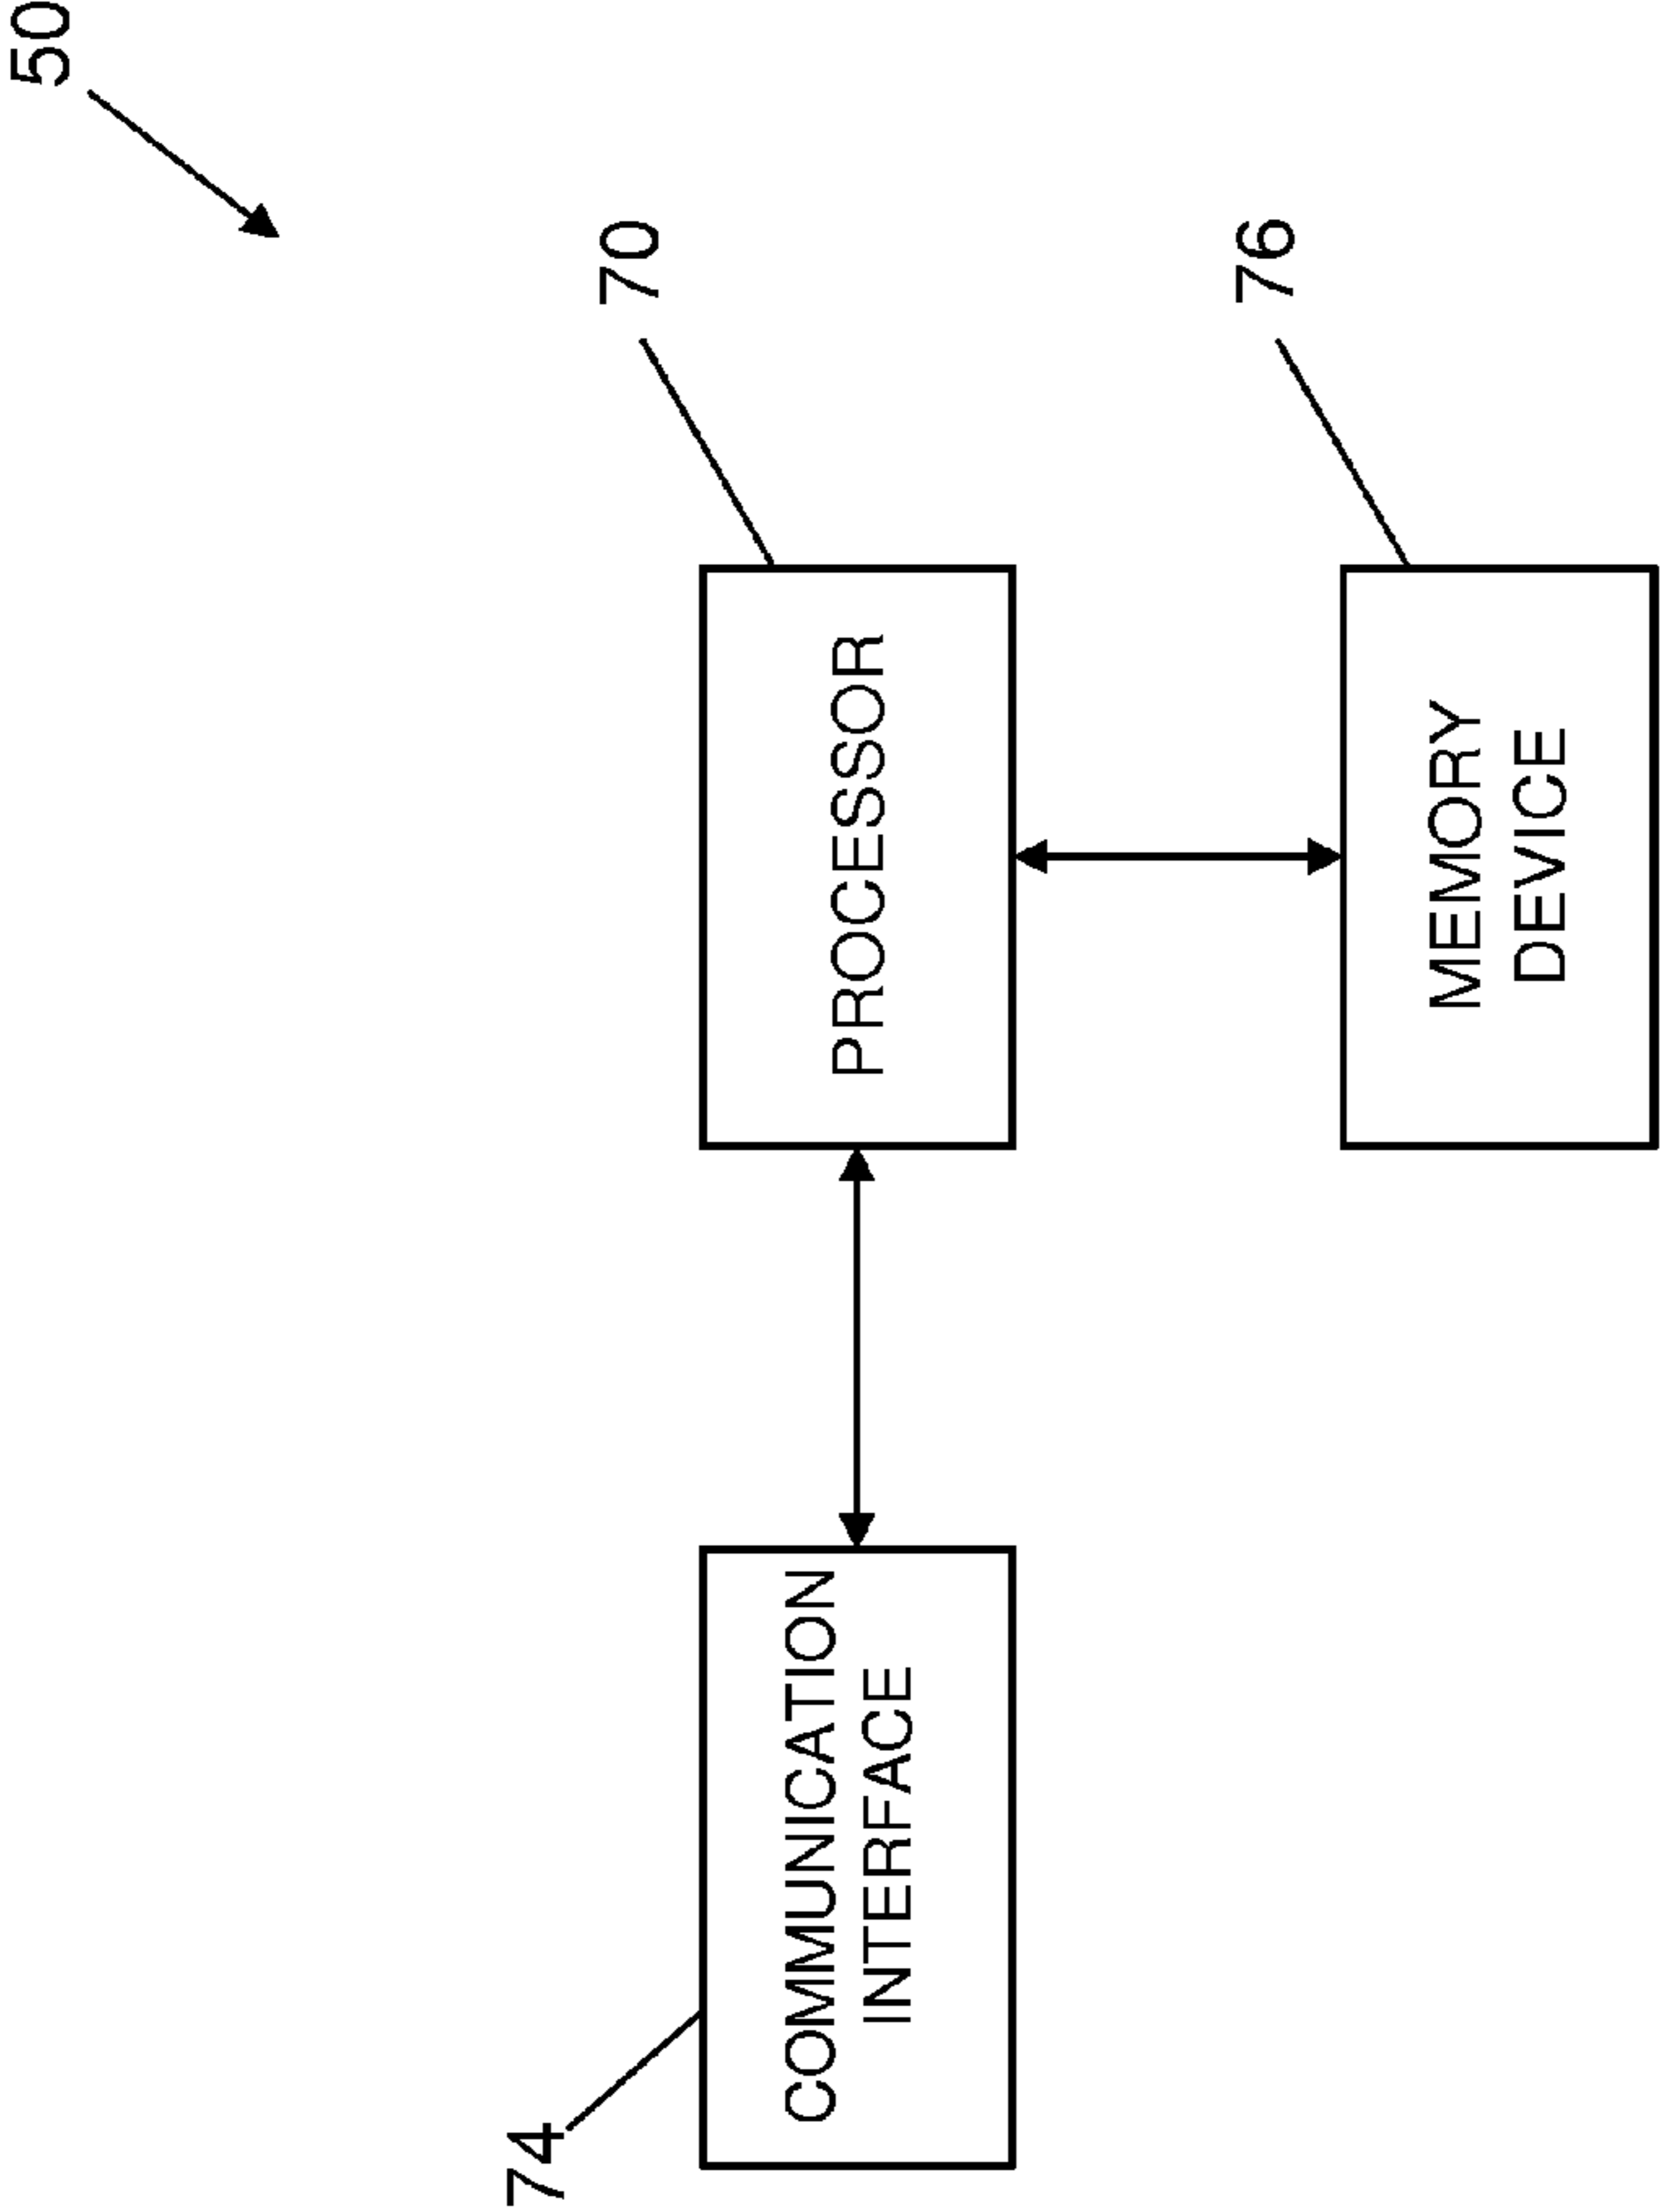 50
70
PROCESSOR
74
COMMUNICATION
INTERFACE
76
MEMORY
DEVICE